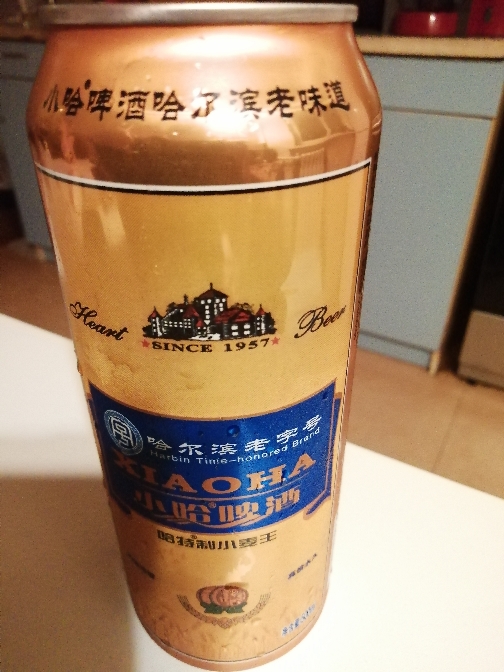 小哈®啤酒哈尔滨老味道
Heart Beer
★SINCE 1957★
哈尔滨老字号
Harbin Time-honored Brand
XIAOHA
小哈®啤酒
哈特®制小麦王